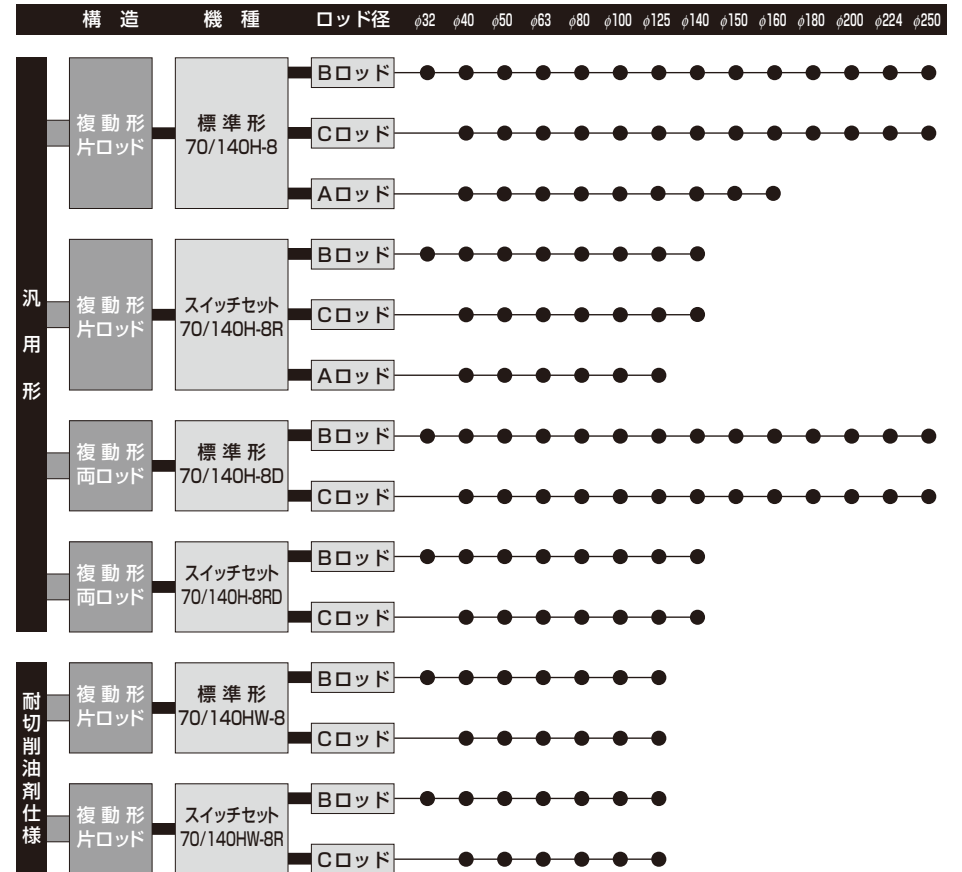 構造 機種 ロッド径 φ32 φ40 φ50 φ63 φ80 φ100 φ125 φ140 φ150 φ160 φ180 φ200 φ224 φ250
汎用形
複動形
片ロッド
標準形
70/140H-8
Bロッド
Cロッド
Aロッド
複動形
片ロッド
スイッチセット
70/140H-8R
Bロッド
Cロッド
Aロッド
複動形
両ロッド
標準形
70/140H-8D
Bロッド
Cロッド
複動形
両ロッド
スイッチセット
70/140H-8RD
Bロッド
Cロッド
耐切削油剤仕様
複動形
片ロッド
標準形
70/140HW-8
Bロッド
Cロッド
複動形
片ロッド
スイッチセット
70/140HW-8R
Bロッド
Cロッド